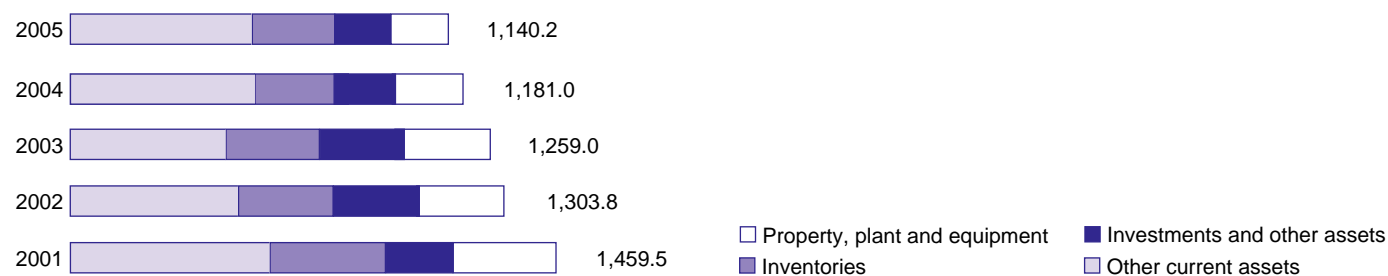 2005 1,140.2
2004 1,181.0
2003 1,259.0
2002 1,303.8
2001 1,459.5
Property, plant and equipment Investments and other assets
Inventories Other current assets